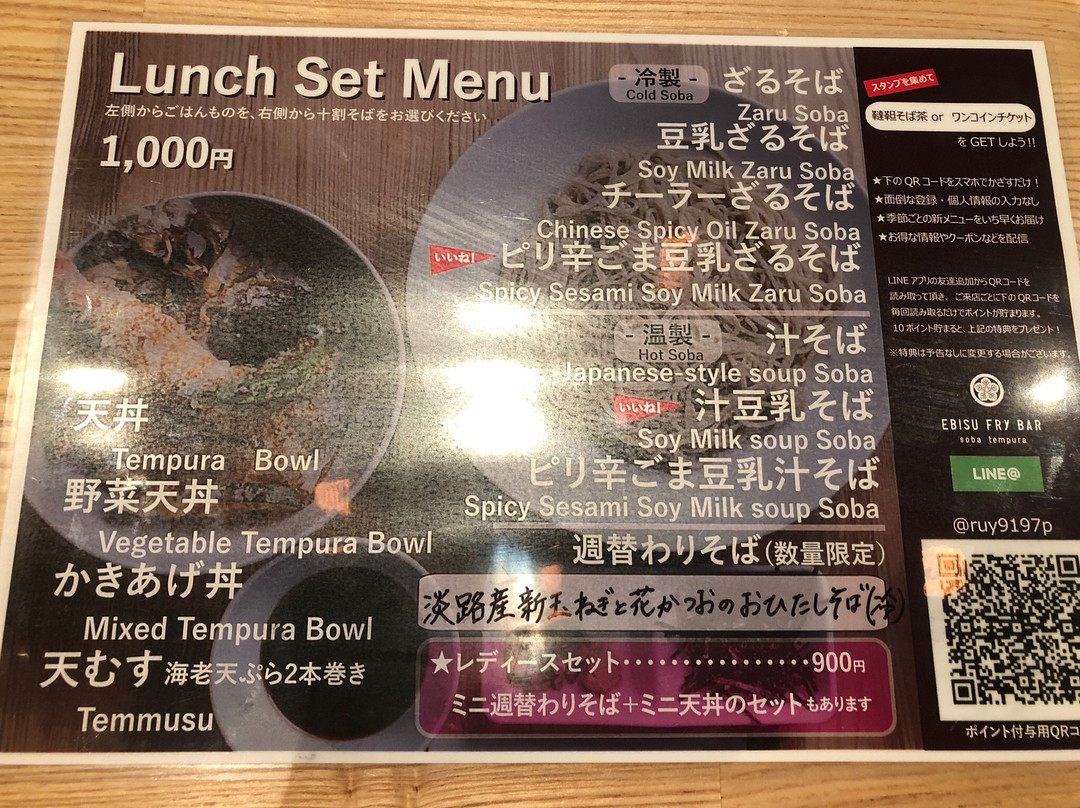 Lunch Set Menu
左側からごはんものを、右側から十割そばをお選びください
1,000円
天丼
Tempura Bowl
野菜天丼
Vegetable Tempura Bowl
かきあげ丼
Mixed Tempura Bowl
天むす 海老天ぷら2本巻き
Temmusu
- 冷製 -
Cold Soba
ざるそば
Zaru Soba
豆乳ざるそば
Soy Milk Zaru Soba
チーラーざるそば
Chinese Spicy Oil Zaru Soba
いいね! ピリ辛ごま豆乳ざるそば
Spicy Sesami Soy Milk Zaru Soba
- 温製 -
Hot Soba
汁そば
Japanese-style soup Soba
いいね! 汁豆乳そば
Soy Milk soup Soba
ピリ辛ごま豆乳汁そば
Spicy Sesami Soy Milk soup Soba
週替わりそば(数量限定)
淡路産新玉ねぎと花かつおのおひたしそば(冷)
★レディースセット・・・・・・・・・・・・・・・・・900円
ミニ週替わりそば+ミニ天丼のセットもあります
スタンプを集めて
韃靼そば茶 or ワンコインチケット
をGETしよう!!
★下のQRコードをスマホでかざすだけ!
★面倒な登録・個人情報の入力なし
★季節ごとの新メニューをいち早くお届け
★お得な情報やクーポンなどを配信
LINEアプリの友達追加からQRコードを
読み取って頂き、ご来店ごとに下のQRコードを
毎回読み取るだけでポイントが貯まります。
10ポイント貯まると、上記の特典をプレゼント!
※特典は予告なしに変更する場合がございます。
EBISU FRY BAR
soba tempura
LINE@
@ruy9197p
ポイント付与用QRコ